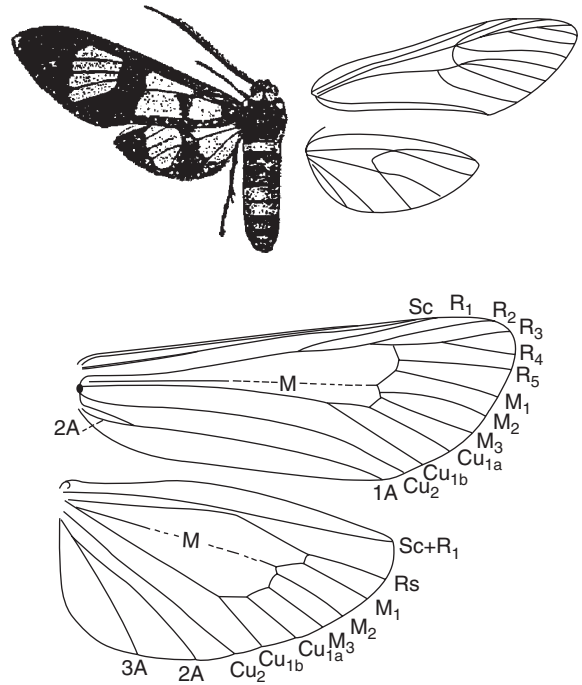 Sc R₁ R₂
R₃
R₄
R₅
M
M₁
M₂
M₃
2A
Cu₁ₐ
Cu₁b
Cu₂
1A
Sc+R₁
M
Rs
M₁
M₂
M₃
Cu₁ₐ
Cu₁b
Cu₂
2A
3A